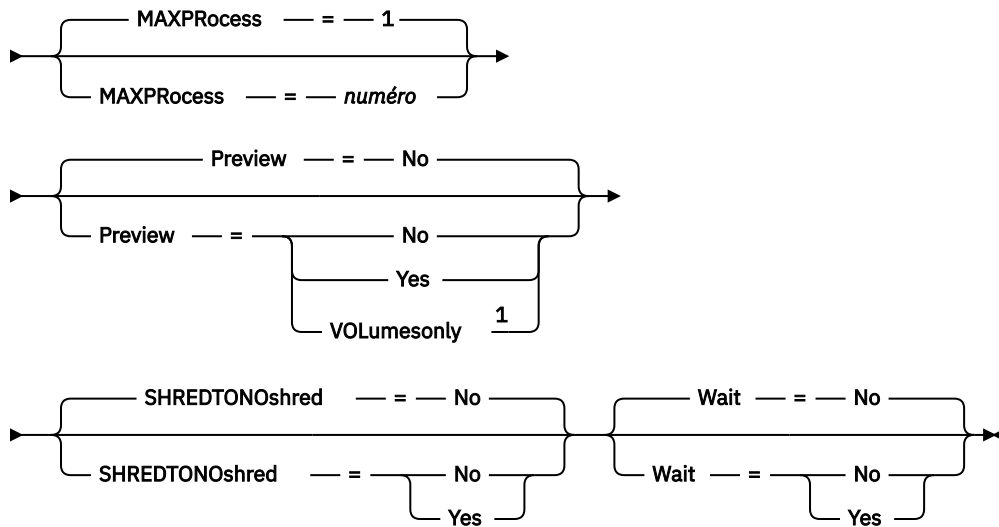 MAXPRocess = 1
MAXPRocess = numéro
Preview = No
Preview = No
Yes
VOLumesonly 1
SHREDTONOshred = No Wait = No
SHREDTONOshred = No Wait = No
Yes Yes